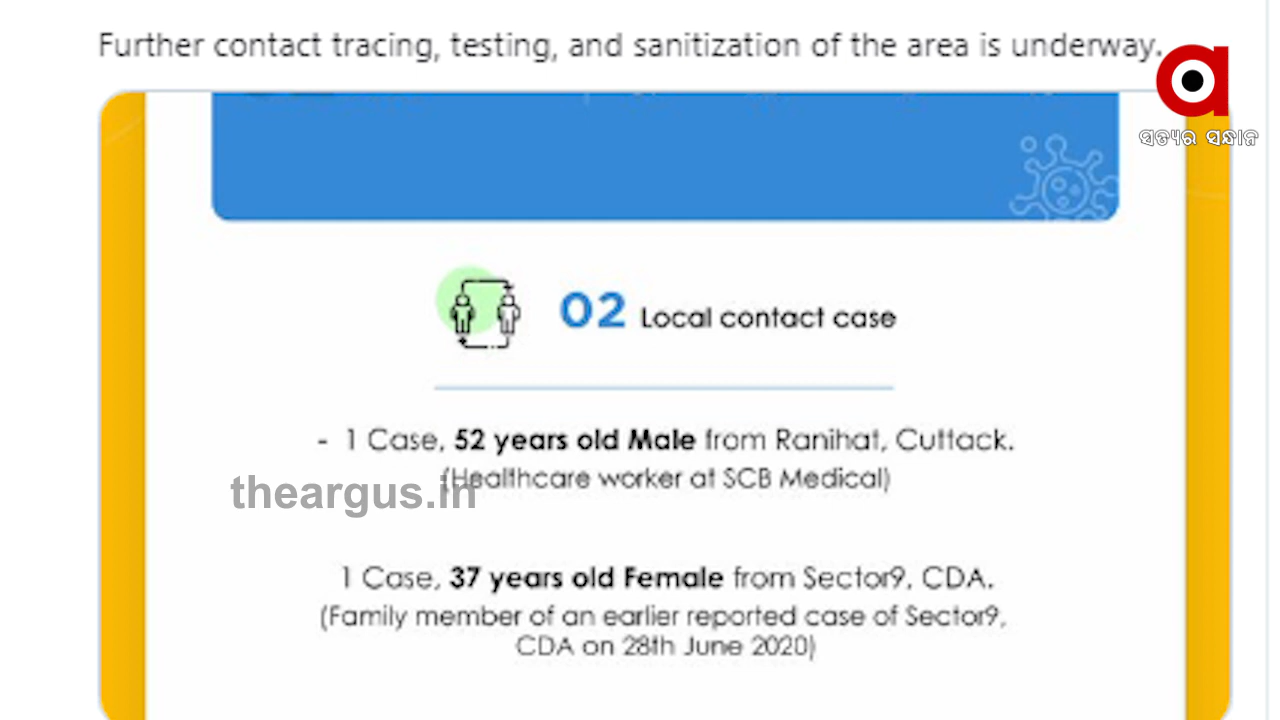 Further contact tracing, testing, and sanitization of the area is underway.
ସତ୍ୟର ସନ୍ଧାନ
02 Local contact case
- 1 Case, 52 years old Male from Ranihat, Cuttack.
(Healthcare worker at SCB Medical)
theargus.in
1 Case, 37 years old Female from Sector9, CDA.
(Family member of an earlier reported case of Sector9,
CDA on 28th June 2020)